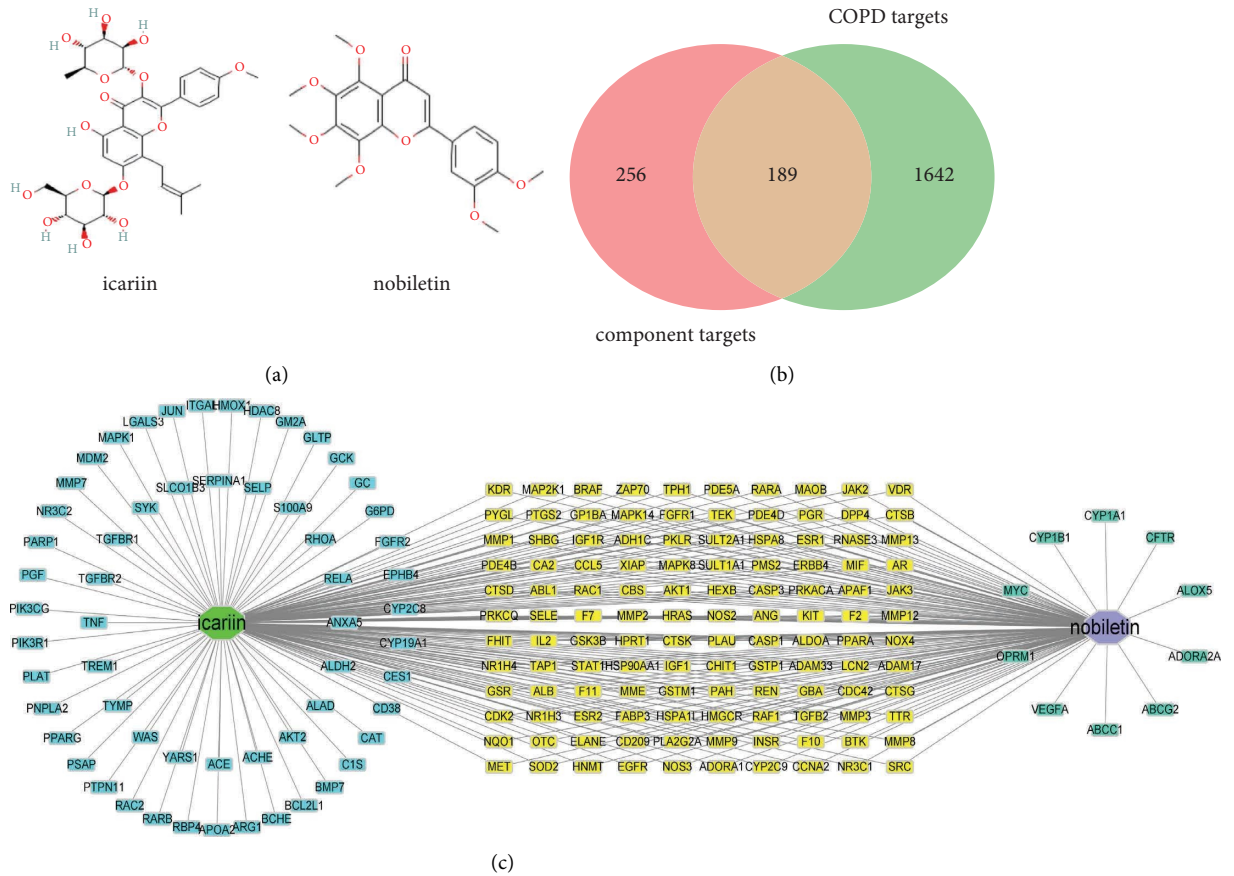 (a)
icariin
nobiletin
H O
O
O H
H
O
O
O
O
O
O
O
H
O
O
H O
O
O
O
O
O
H
H
H
O
O
O
O
O
O
O
O
COPD targets
256
189
1642
component targets
(b)
JUN
HMOX1
HDAC8
LGALS3
GM2A
MAPK1
GLTP
MDM2
GCK
SERPINA1
SLCO1B3
SELP
MMP7
GC
SYK
S100A9
NR3C2
G6PD
TGFBR1
RHOA
PARP1
FGFR2
TGFBR2
RELA
EPHB4
PGF
CYP2C8
PIK3CG
TNF
icariin
ANXA5
PIK3R1
CYP19A1
TREM1
ALDH2
PLAT
CES1
PNPLA2
TYMP
ALAD
CD38
PPARG
WAS
AKT2
CAT
PSAP
YARS1
ACE
ACHE
C1S
PTPN11
BMP7
RAC2
BCL2L1
RARB
RBP4
APOA2
ARG1
BCHE
KDR MAP2K1 BRAF ZAP70 TPH1 PDE5A RARA MAOB JAK2 VDR
PYGL PTGS2 GP1BA MAPK14 FGFR1 TEK PDE4D PGR DPP4 CTSB
MMP1 SHBG IGF1R ADH1C PKLR SULT2A1 HSPA8 ESR1 RNASE3 MMP13
PDE4B CA2 CCL5 XIAP MAPK8 SULT1A1 PMS2 ERBB4 MIF AR
CTSD ABL1 RAC1 CBS AKT1 HEXB CASP3 PRKACA APAF1 JAK3
PRKCQ SELE F7 MMP2 HRAS NOS2 ANG KIT F2 MMP12
FHIT IL2 GSK3B HPRT1 CTSK PLAU CASP1 ALDOA PPARA NOX4
NR1H4 TAP1 STAT1 HSP90AA1 IGF1 CHIT1 GSTP1 ADAM33 LCN2 ADAM17
GSR ALB F11 MME GSTM1 PAH REN GBA CDC42 CTSG
CDK2 NR1H3 ESR2 FABP3 HSPA1L HMGCR RAF1 TGFB2 MMP3 TTR
NQO1 OTC ELANE CD209 PLA2G2A MMP9 INSR F10 BTK MMP8
MET SOD2 HNMT EGFR NOS3 ADORA1 CYP2C9 CCNA2 NR3C1 SRC
CYP1A1
CYP1B1
CFTR
MYC
ALOX5
nobiletin
OPRM1
ADORA2A
VEGFA
ABCG2
ABCC1
(c)